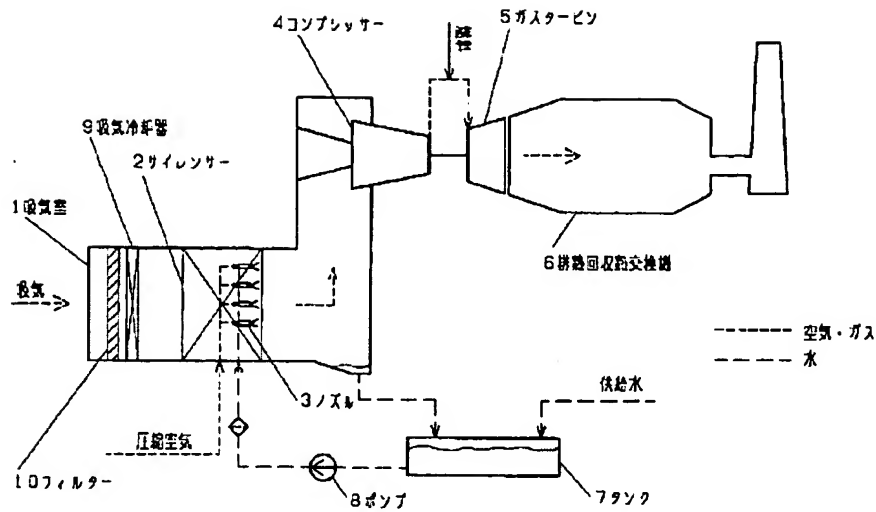 4コンプレッサー
5ガスタービン
9吸気冷却器
2サイレンサー
1吸気室
吸気
6排熱回収熱交換器
空気・ガス
水
供給水
3ノズル
圧縮空気
10フィルター
8ポンプ
7タンク